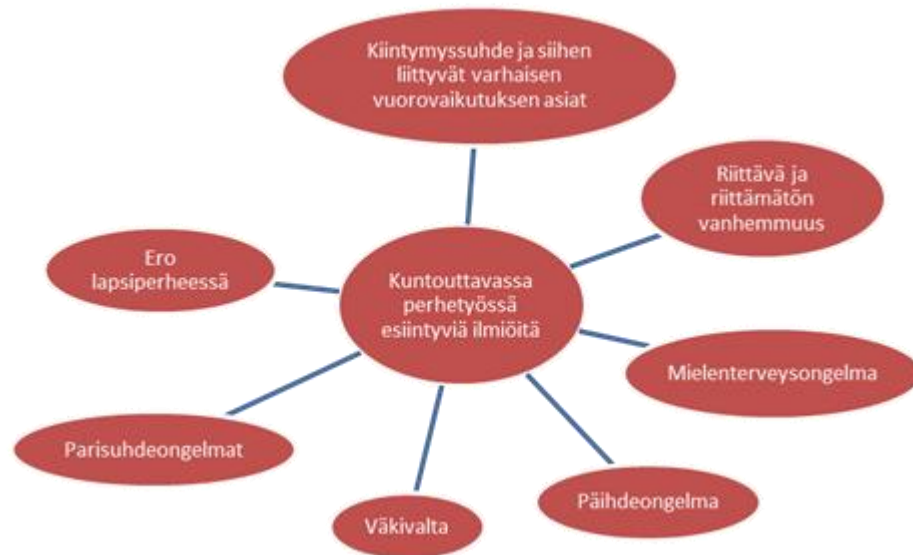 Kiintymyssuhde ja siihen
liittyvät varhaisen
vuorovaikutuksen asiat
Riittävä ja
riittämätön
vanhemmuus
Ero
lapsiperheessä
Kuntouttavassa
perhetyössä
esiintyviä ilmiöitä
Mielenterveysongelma
Parisuhdeongelmat
Päihdeongelma
Väkivalta